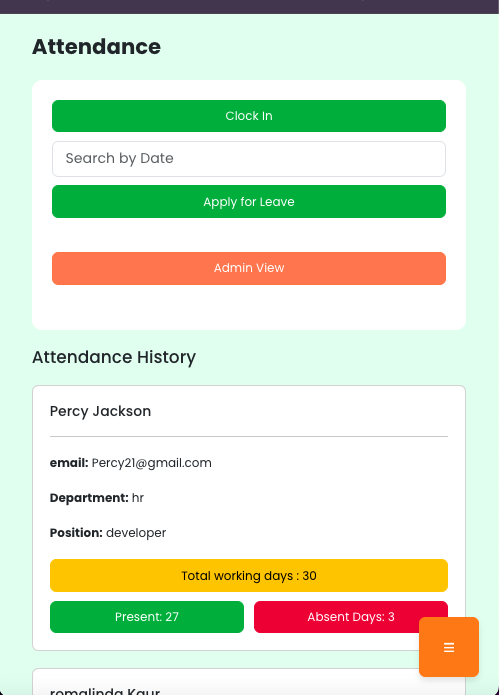 Attendance
Clock In
Search by Date
Apply for Leave
Admin View
Attendance History
Percy Jackson
email: Percy21@gmail.com
Department: hr
Position: developer
Total working days : 30
Present: 27
Absent Days: 3
romalinda Kaur